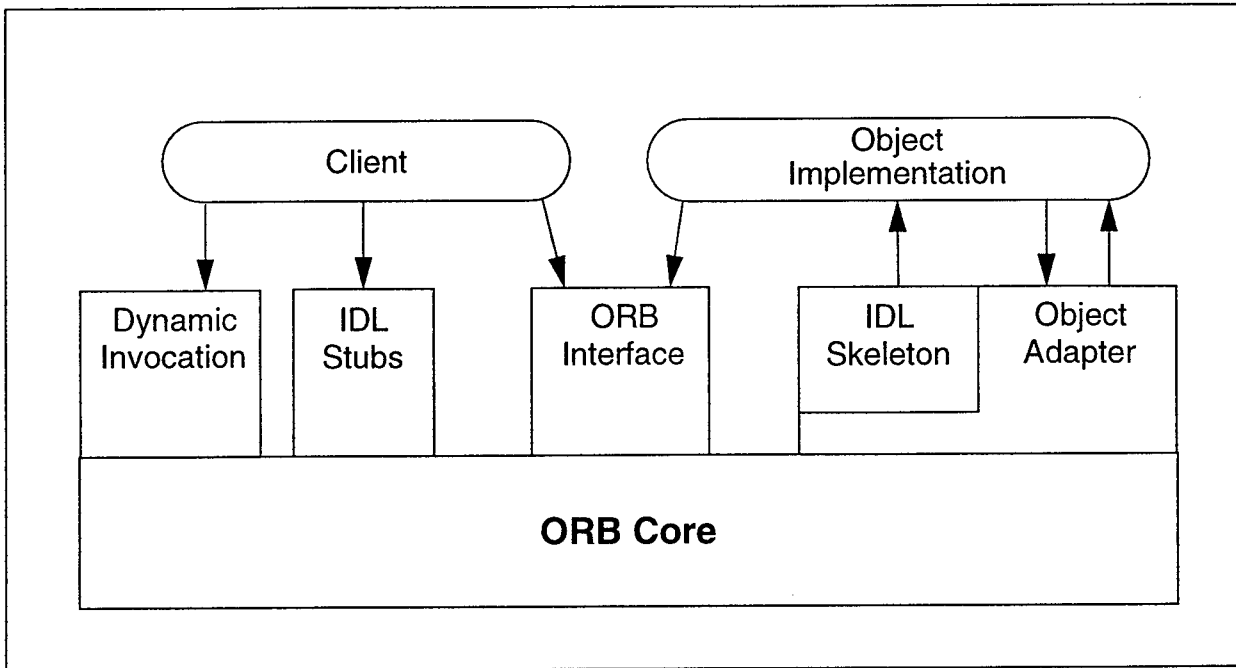 Client
Object
Implementation
Dynamic
Invocation
IDL
Stubs
ORB
Interface
IDL
Skeleton
Object
Adapter
ORB Core